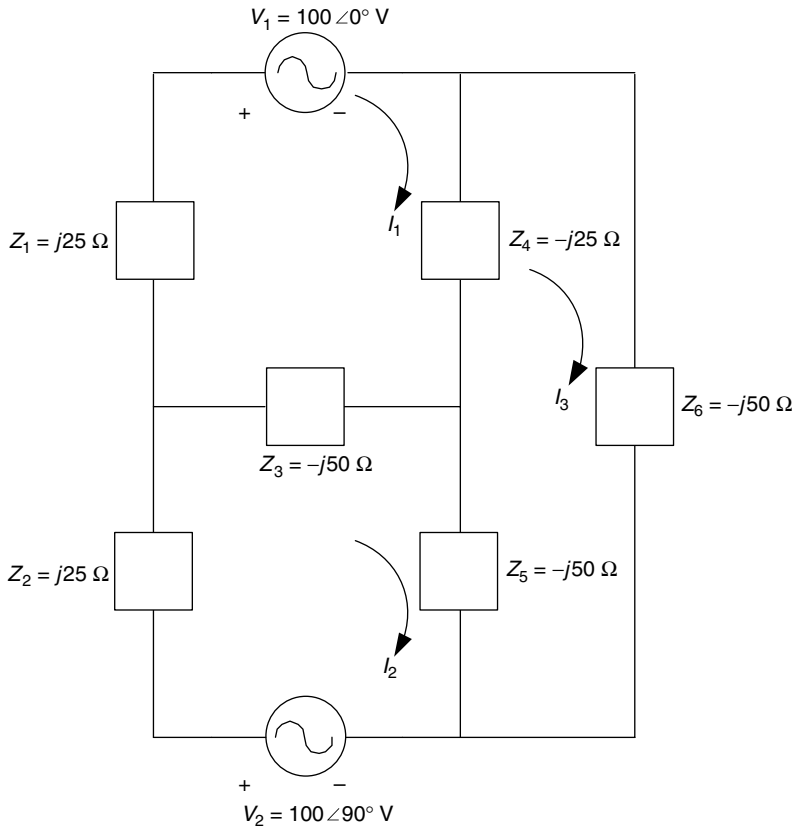 V₁ = 100∠0° V
+ −
Z₁ = j25 Ω
I₁
Z₄ = −j25 Ω
I₃
Z₆ = −j50 Ω
Z₃ = −j50 Ω
Z₂ = j25 Ω
Z₅ = −j50 Ω
I₂
+ −
V₂ = 100∠90° V